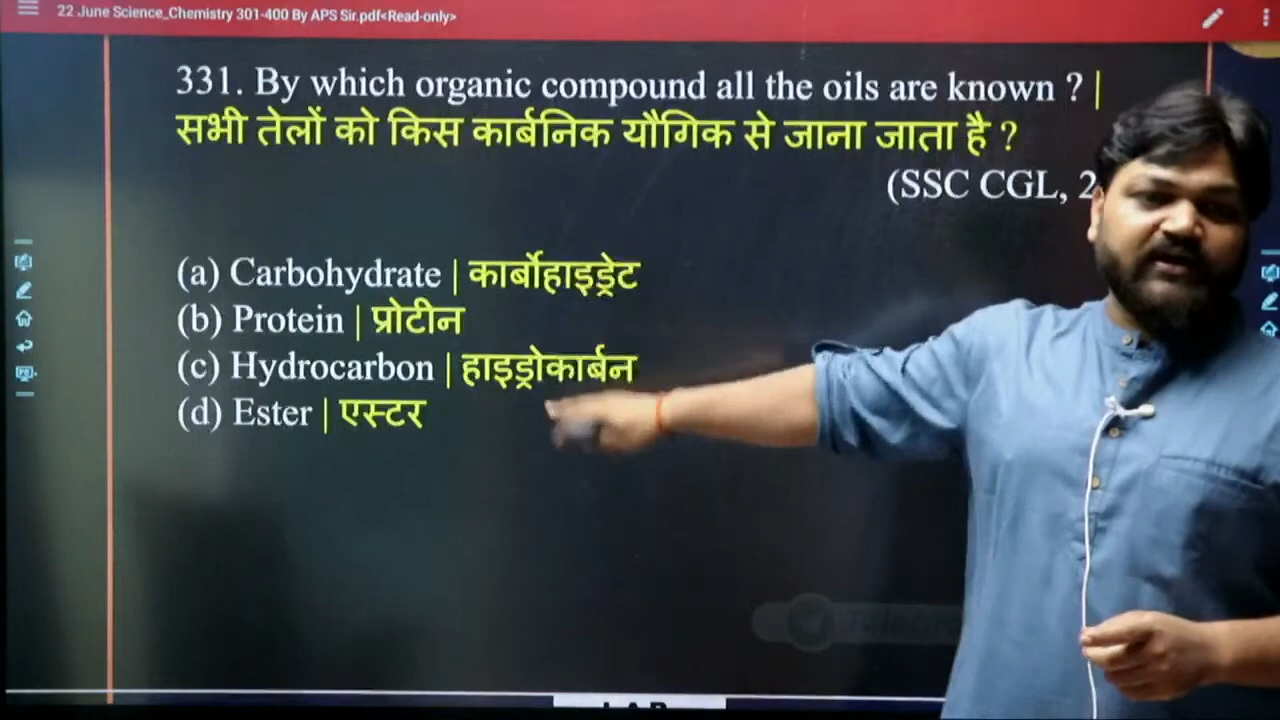 22 June Science_Chemistry 301-400 By APS Sir.pdf<Read-only>
331. By which organic compound all the oils are known ? |
सभी तेलों को किस कार्बनिक यौगिक से जाना जाता है ?
(SSC CGL, 2
(a) Carbohydrate | कार्बोहाइड्रेट
(b) Protein | प्रोटीन
(c) Hydrocarbon | हाइड्रोकार्बन
(d) Ester | एस्टर